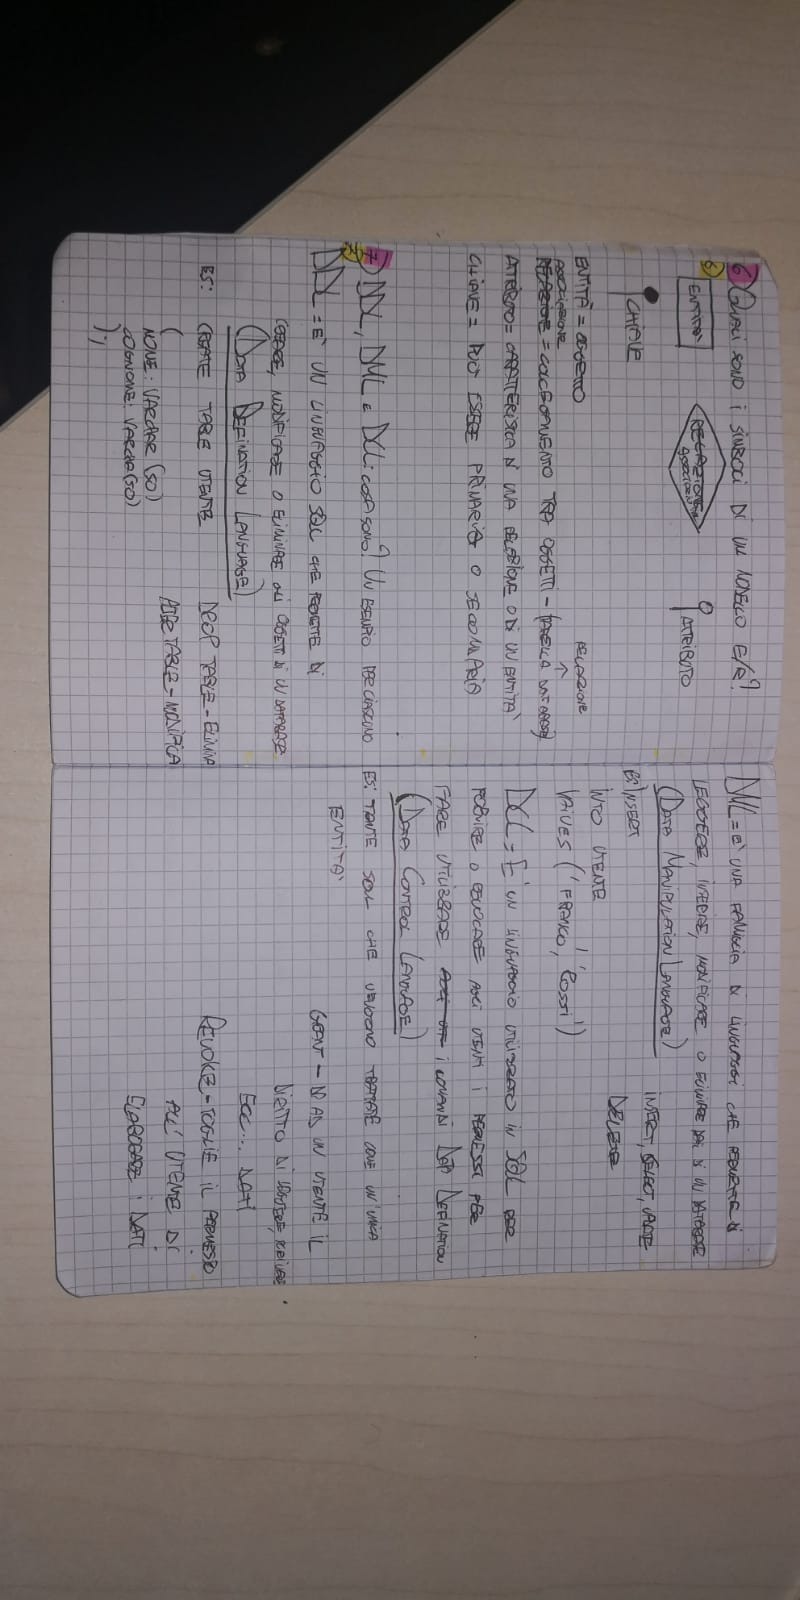 6) QUALI SONO I SIMBOLI DI UN MODELLO E/R?
6)
ENTITÀ
RELAZIONE
ASSOCIAZIONE
ATTRIBUTO
CHIAVE
ENTITÀ = OGGETTO
RELAZIONE
ASSOCIAZIONE
RELAZIONE = COLLEGAMENTO TRA OGGETTI - (TABELLA DATABASE)
ATTRIBUTO = CARATTERISTICA DI UNA RELAZIONE O DI UN ENTITÀ
CHIAVE = PUO' ESSERE PRIMARIA O SECONDARIA
7) DDL, DML E DCL: COSA SONO? UN ESEMPIO PER CIASCUNO
7)
DDL = E' UN LINGUAGGIO SQL CHE PERMETTE DI
CREARE, MODIFICARE O ELIMINARE GLI OGGETTI DI UN DATABASE
(DATA DEFINATION LANGUAGE)
ES: CREATE TABLE UTENTE
(
NOME: VARCHAR (50)
COGNOME: VARCHAR (50)
);
DROP TABLE - ELIMINA
ALTER TABLE - MODIFICA
DML = E' UNA FAMIGLIA DI LINGUAGGI CHE PERMETTE DI
LEGGERE, INSERIRE, MODIFICARE O ELIMINARE DATI DI UN DATABASE
(DATA MANIPULATION LANGUAGE)
INSERT, SELECT, UPDATE
DELETE
ES: INSERT
INTO UTENTE
VALUES ('FRANCO', 'ROSSI')
DCL = E' UN LINGUAGGIO UTILIZZATO IN SQL PER
FORNIRE O REVOCARE AGLI UTENTI I PERMESSI PER
FARE UTILIZZARE I COMANDI DATA DEFINATION
(DATA CONTROL LANGUAGE)
ES: TANTE SQL CHE VENGONO TRATTATE COME UN'UNICA
ENTITÀ
GRANT - DÀ AD UN UTENTE IL
DIRITTO DI LEGGERE, SCRIVERE
ECC... DATI
REVOKE - TOGLIE IL PERMESSO
ALL' UTENTE DI
ELABORARE I DATI